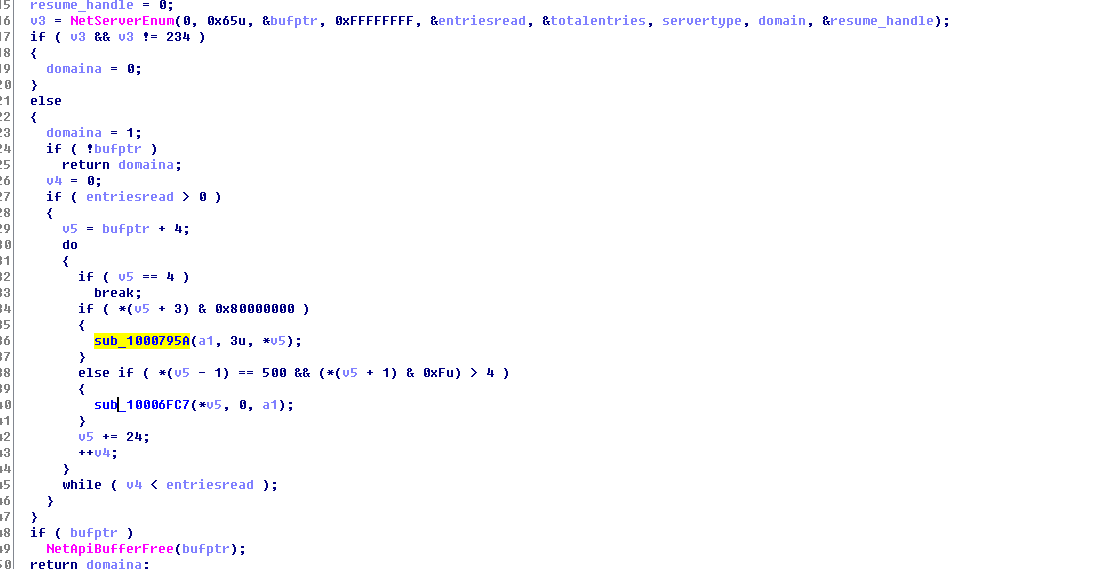 15 resume_handle = 0;
16 v3 = NetServerEnum(0, 0x65u, &bufptr, 0xFFFFFFFF, &entriesread, &totalentries, servertype, domain, &resume_handle);
17 if ( v3 && v3 != 234 )
18 {
19 domaina = 0;
20 }
21 else
22 {
23 domaina = 1;
24 if ( !bufptr )
25 return domaina;
26 v4 = 0;
27 if ( entriesread > 0 )
28 {
29 v5 = bufptr + 4;
30 do
31 {
32 if ( v5 == 4 )
33 break;
34 if ( *(v5 + 3) & 0x80000000 )
35 {
36 sub_1000795A(a1, 3u, *v5);
37 }
38 else if ( *(v5 - 1) == 500 && (*(v5 + 1) & 0xFu) > 4 )
39 {
40 sub_10006FC7(*v5, 0, a1);
41 }
42 v5 += 24;
43 ++v4;
44 }
45 while ( v4 < entriesread );
46 }
47 }
48 if ( bufptr )
49 NetApiBufferFree(bufptr);
50 return domaina;